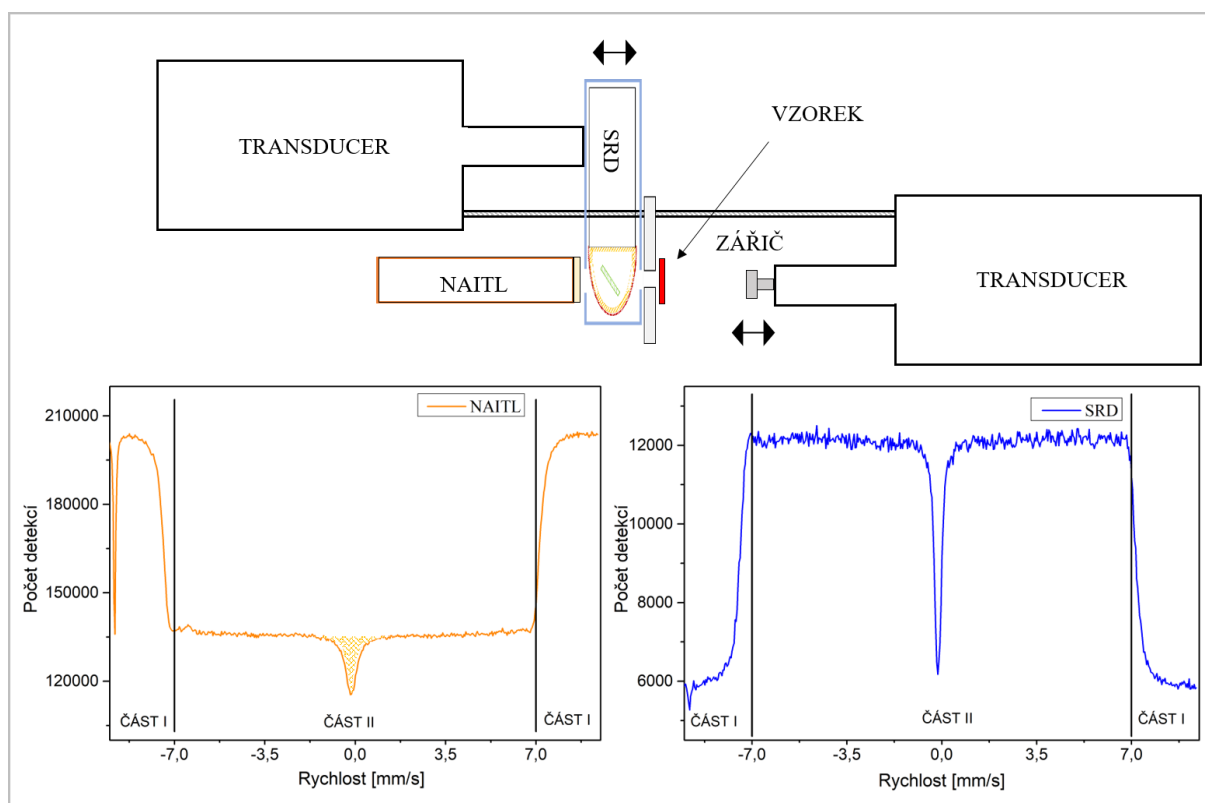 TRANSDUCER
SRD
VZOREK
ZÁŘIČ
NAITL
TRANSDUCER
NAITL
210000
180000
150000
120000
Počet detekcí
ČÁST I
ČÁST II
ČÁST I
-7,0
-3,5
0,0
3,5
7,0
Rychlost [mm/s]
SRD
12000
10000
8000
6000
Počet detekcí
ČÁST I
ČÁST II
ČÁST I
-7,0
-3,5
0,0
3,5
7,0
Rychlost [mm/s]